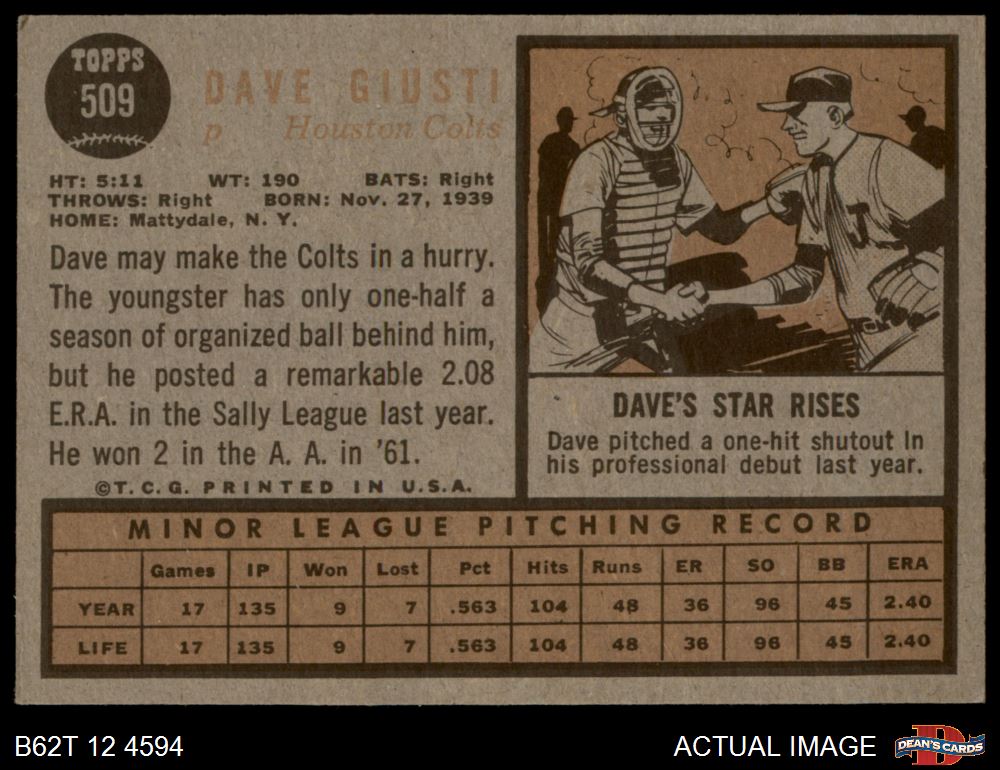 TOPPS
509
DAVE GIUSTI
p Houston Colts
HT: 5:11 WT: 190 BATS: Right
THROWS: Right BORN: Nov. 27, 1939
HOME: Mattydale, N. Y.
Dave may make the Colts in a hurry.
The youngster has only one-half a
season of organized ball behind him,
but he posted a remarkable 2.08
E.R.A. in the Sally League last year.
He won 2 in the A. A. in '61.
©T. C. G. PRINTED IN U.S.A.
J
DAVE'S STAR RISES
Dave pitched a one-hit shutout in
his professional debut last year.
MINOR LEAGUE PITCHING RECORD
Games IP Won Lost Pct Hits Runs ER SO BB ERA
YEAR 17 135 9 7 .563 104 48 36 96 45 2.40
LIFE 17 135 9 7 .563 104 48 36 96 45 2.40
B62T 12 4594
ACTUAL IMAGE
D
DEAN'S CARDS